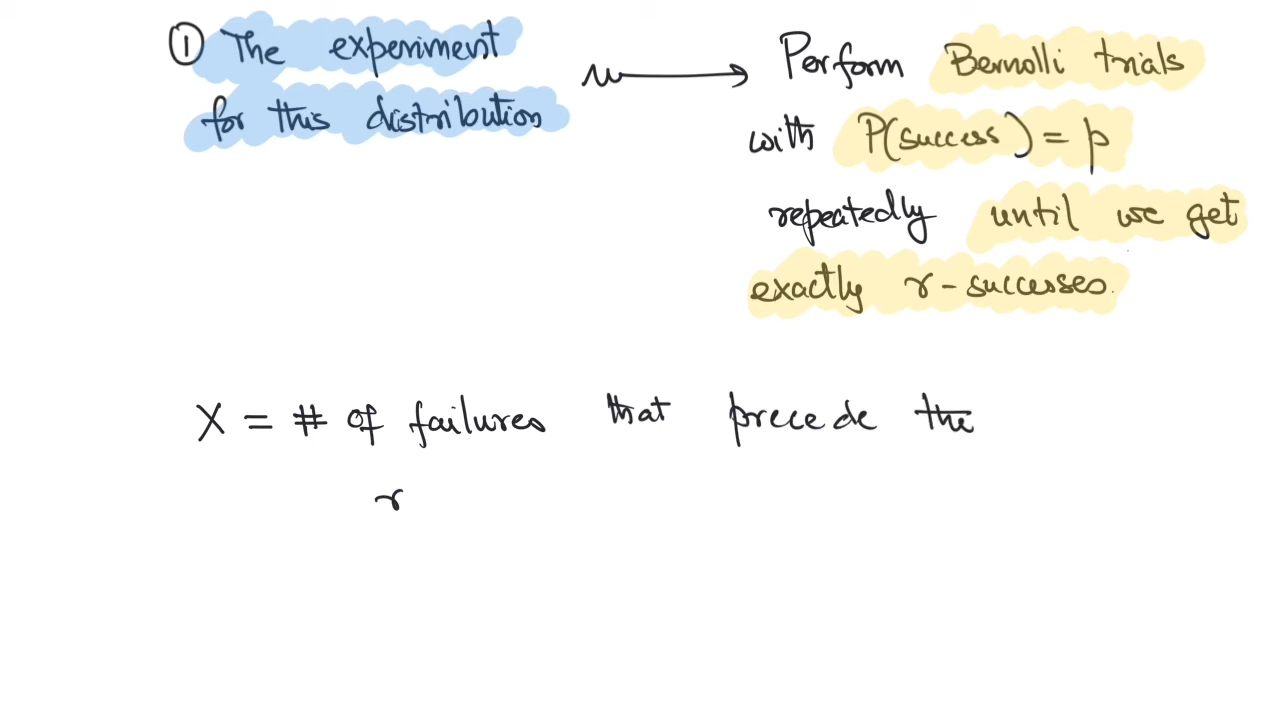 ① The experiment
for this distribution
Perform Bernolli trials
with P(success) = p
repeatedly until we get
exactly r-successes.
X = # of failures that precede the
r